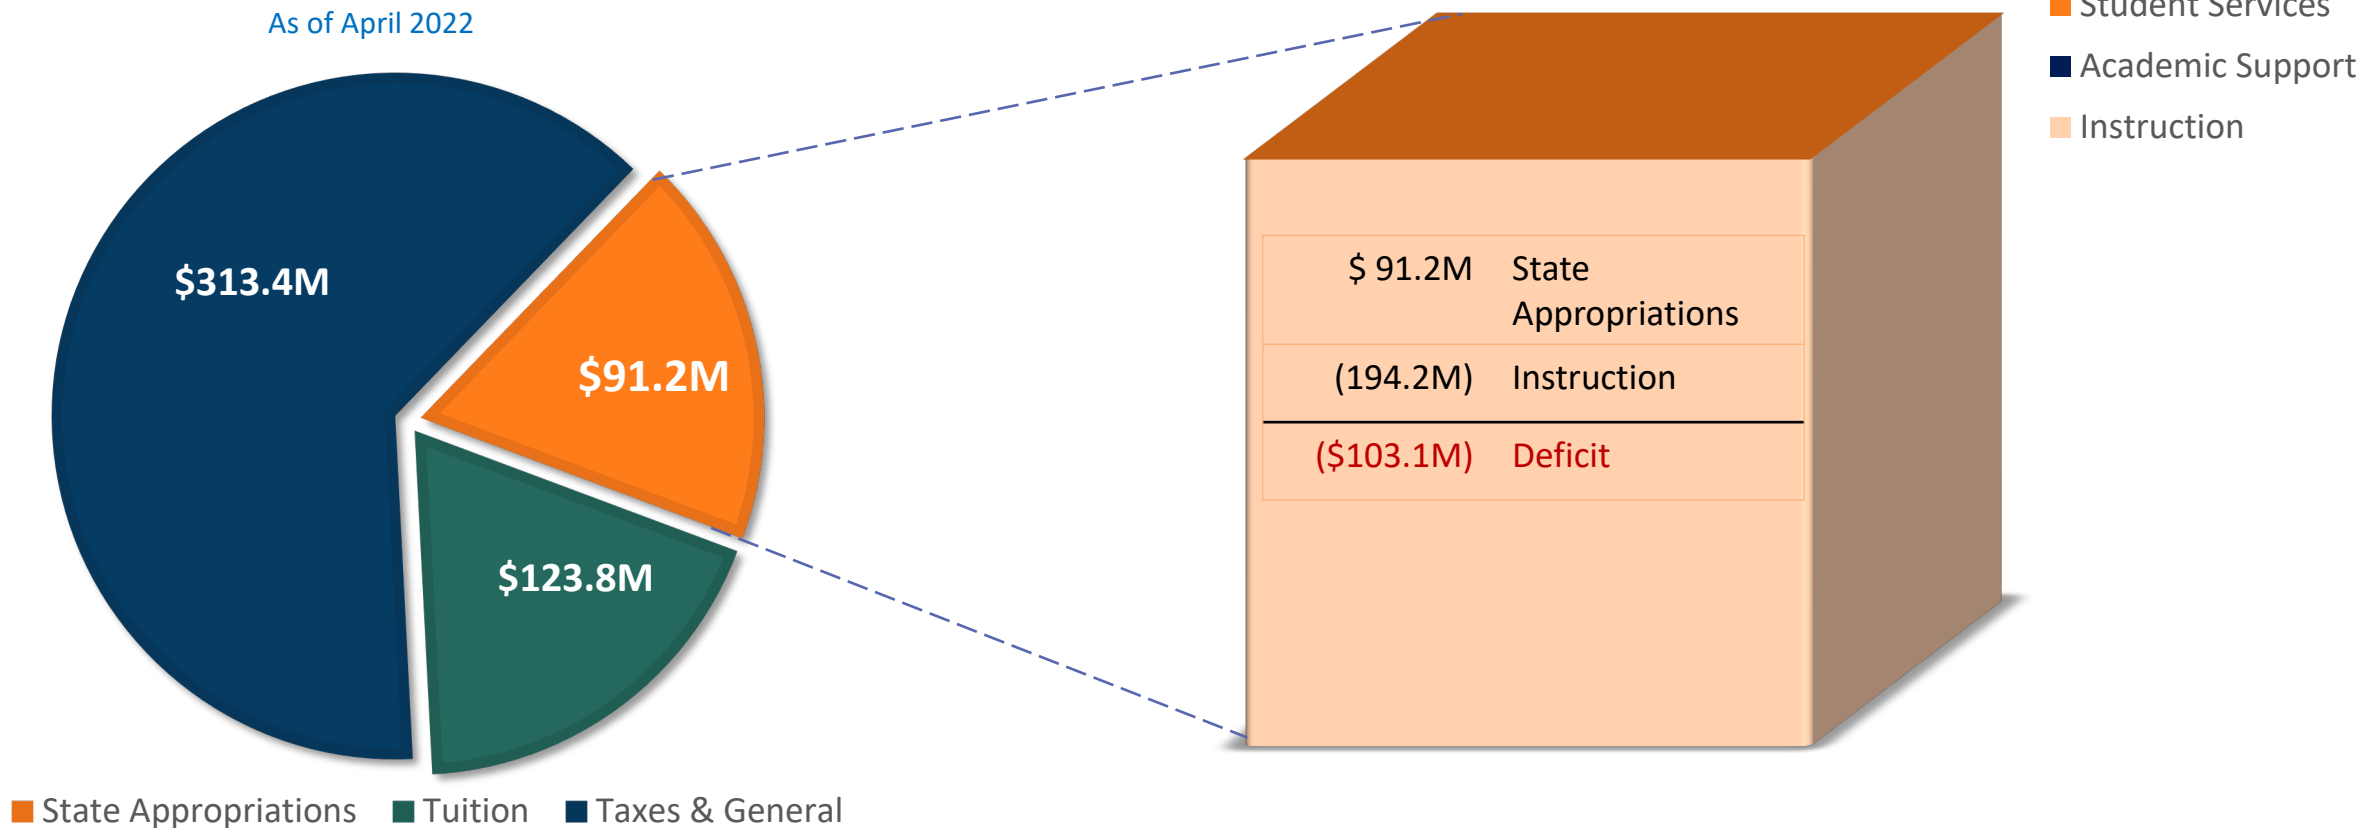 As of April 2022
Student Services
Academic Support
Instruction
$313.4M
$91.2M
$123.8M
$ 91.2M State
Appropriations
(194.2M) Instruction
($103.1M) Deficit
State Appropriations Tuition Taxes & General